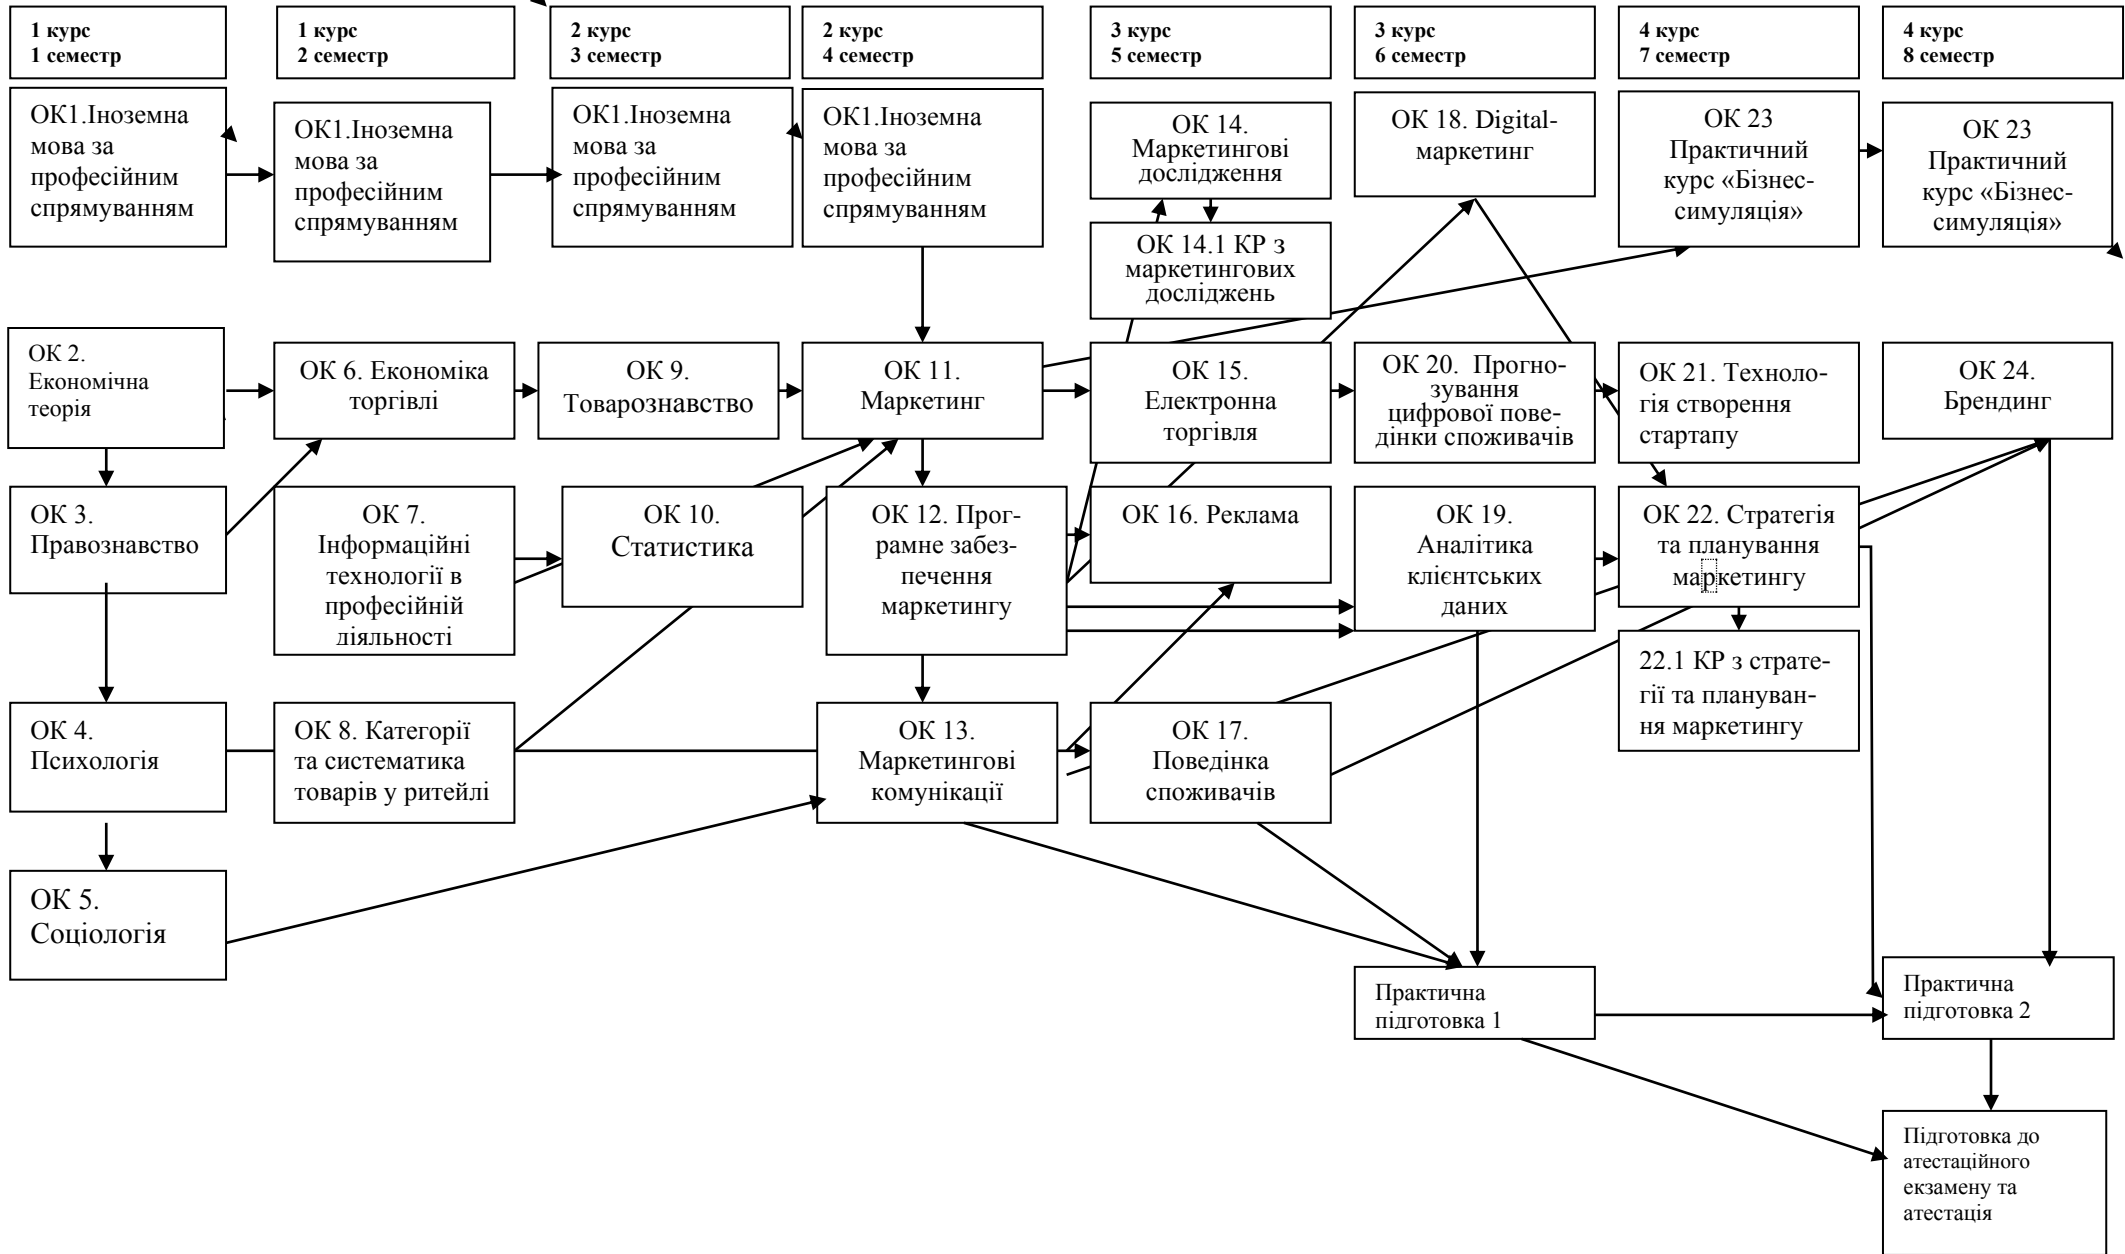 1 курс
1 семестр
1 курс
2 семестр
2 курс
3 семестр
2 курс
4 семестр
3 курс
5 семестр
3 курс
6 семестр
4 курс
7 семестр
4 курс
8 семестр
ОК1.Іноземна
мова за
професійним
спрямуванням
ОК1.Іноземна
мова за
професійним
спрямуванням
ОК1.Іноземна
мова за
професійним
спрямуванням
ОК1.Іноземна
мова за
професійним
спрямуванням
ОК 14.
Маркетингові
дослідження
ОК 14.1 КР з
маркетингових
досліджень
ОК 18. Digital-
маркетинг
ОК 23
Практичний
курс «Бізнес-
симуляція»
ОК 23
Практичний
курс «Бізнес-
симуляція»
ОК 2.
Економічна
теорія
ОК 6. Економіка
торгівлі
ОК 9.
Товарознавство
ОК 11.
Маркетинг
ОК 15.
Електронна
торгівля
ОК 20. Прогно-
зування
цифрової пове-
дінки споживачів
ОК 21. Техноло-
гія створення
стартапу
ОК 24.
Брендинг
ОК 3.
Правознавство
ОК 7.
Інформаційні
технології в
професійній
діяльності
ОК 10.
Статистика
ОК 12. Прог-
рамне забез-
печення
маркетингу
ОК 16. Реклама
ОК 19.
Аналітика
клієнтських
даних
ОК 22. Стратегія
та планування
маркетингу
22.1 КР з страте-
гії та плануван-
ня маркетингу
ОК 4.
Психологія
ОК 8. Категорії
та систематика
товарів у ритейлі
ОК 13.
Маркетингові
комунікації
ОК 17.
Поведінка
споживачів
ОК 5.
Соціологія
Практична
підготовка 1
Практична
підготовка 2
Підготовка до
атестаційного
екзамену та
атестація